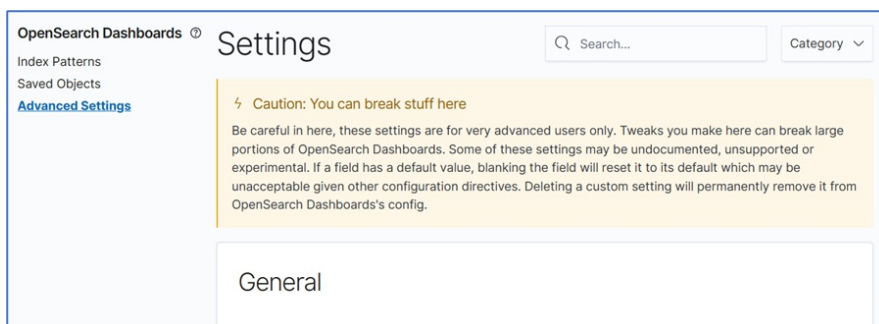 OpenSearch Dashboards
Index Patterns
Saved Objects
Advanced Settings
Settings
Search...
Category
Caution: You can break stuff here
Be careful in here, these settings are for very advanced users only. Tweaks you make here can break large
portions of OpenSearch Dashboards. Some of these settings may be undocumented, unsupported or
experimental. If a field has a default value, blanking the field will reset it to its default which may be
unacceptable given other configuration directives. Deleting a custom setting will permanently remove it from
OpenSearch Dashboards's config.
General